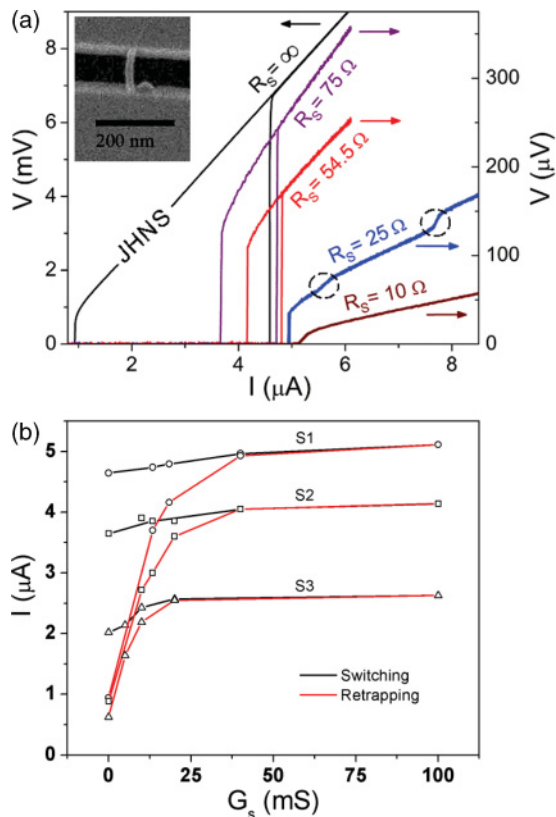 (a)
200 nm
R_S = ∞
R_S = 75 Ω
R_S = 54.5 Ω
R_S = 25 Ω
R_S = 10 Ω
JHNS
V (mV)
8
6
4
2
0
V (μV)
300
200
100
0
2 4 6 8
I (μA)
(b)
S1
S2
S3
Switching
Retrapping
I (μA)
5
4
3
2
1
0
0 25 50 75 100
G_s (mS)